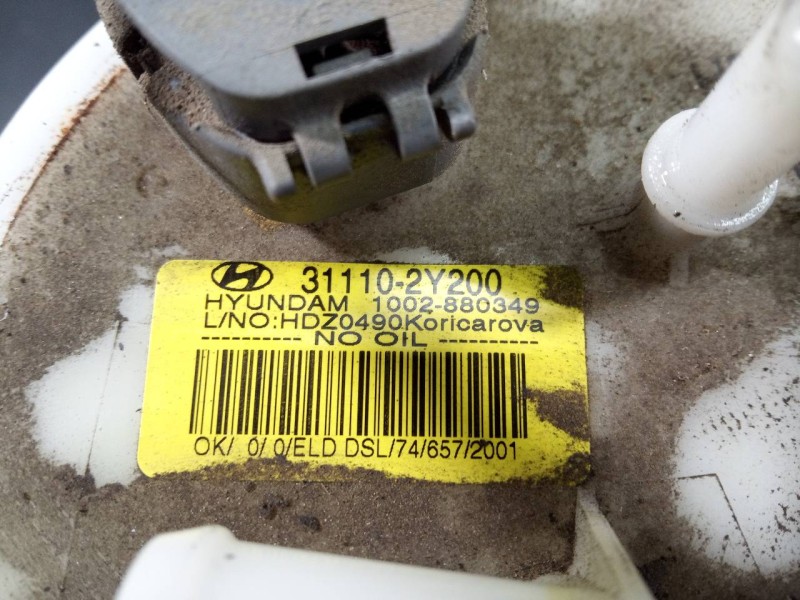 31110-2Y200
HYUNDAM 1002-880349
L/NO:HDZ0490Koricarova
---------- NO OIL ----------
OK/ 0/ 0/ELD DSL/74/657/2001